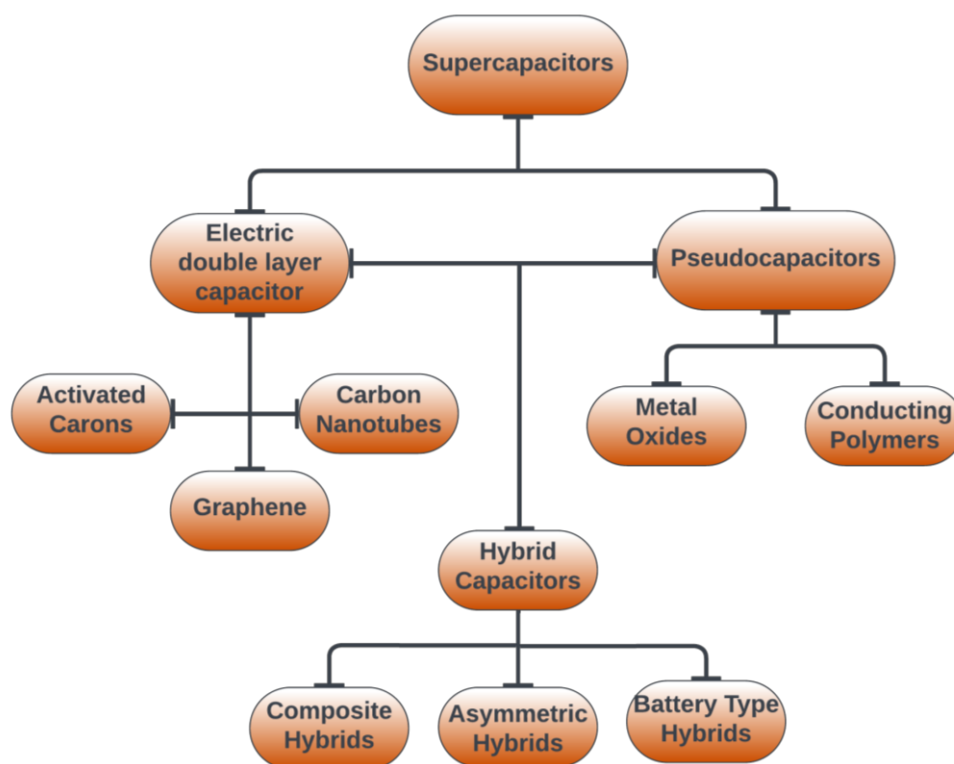 Supercapacitors
Electric
double layer
capacitor
Pseudocapacitors
Activated
Carons
Carbon
Nanotubes
Graphene
Metal
Oxides
Conducting
Polymers
Hybrid
Capacitors
Composite
Hybrids
Asymmetric
Hybrids
Battery Type
Hybrids